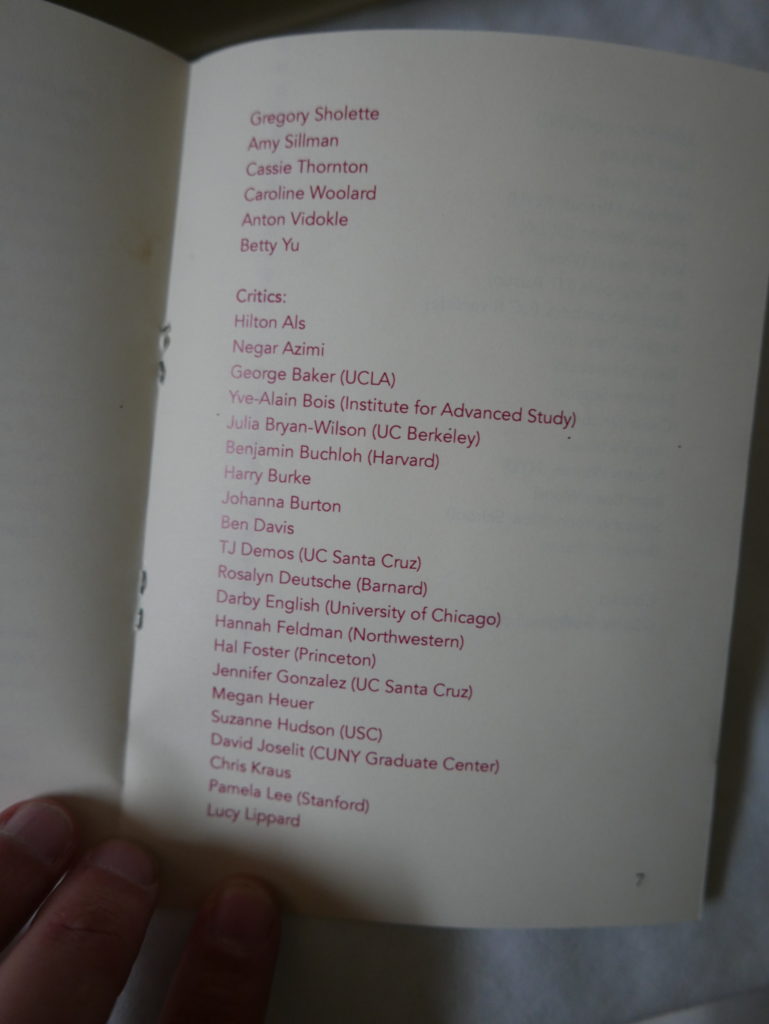 Gregory Sholette
Amy Sillman
Cassie Thornton
Caroline Woolard
Anton Vidokle
Betty Yu
Critics:
Hilton Als
Negar Azimi
George Baker (UCLA)
Yve-Alain Bois (Institute for Advanced Study)
Julia Bryan-Wilson (UC Berkeley)
Benjamin Buchloh (Harvard)
Harry Burke
Johanna Burton
Ben Davis
TJ Demos (UC Santa Cruz)
Rosalyn Deutsche (Barnard)
Darby English (University of Chicago)
Hannah Feldman (Northwestern)
Hal Foster (Princeton)
Jennifer Gonzalez (UC Santa Cruz)
Megan Heuer
Suzanne Hudson (USC)
David Joselit (CUNY Graduate Center)
Chris Kraus
Pamela Lee (Stanford)
Lucy Lippard
7